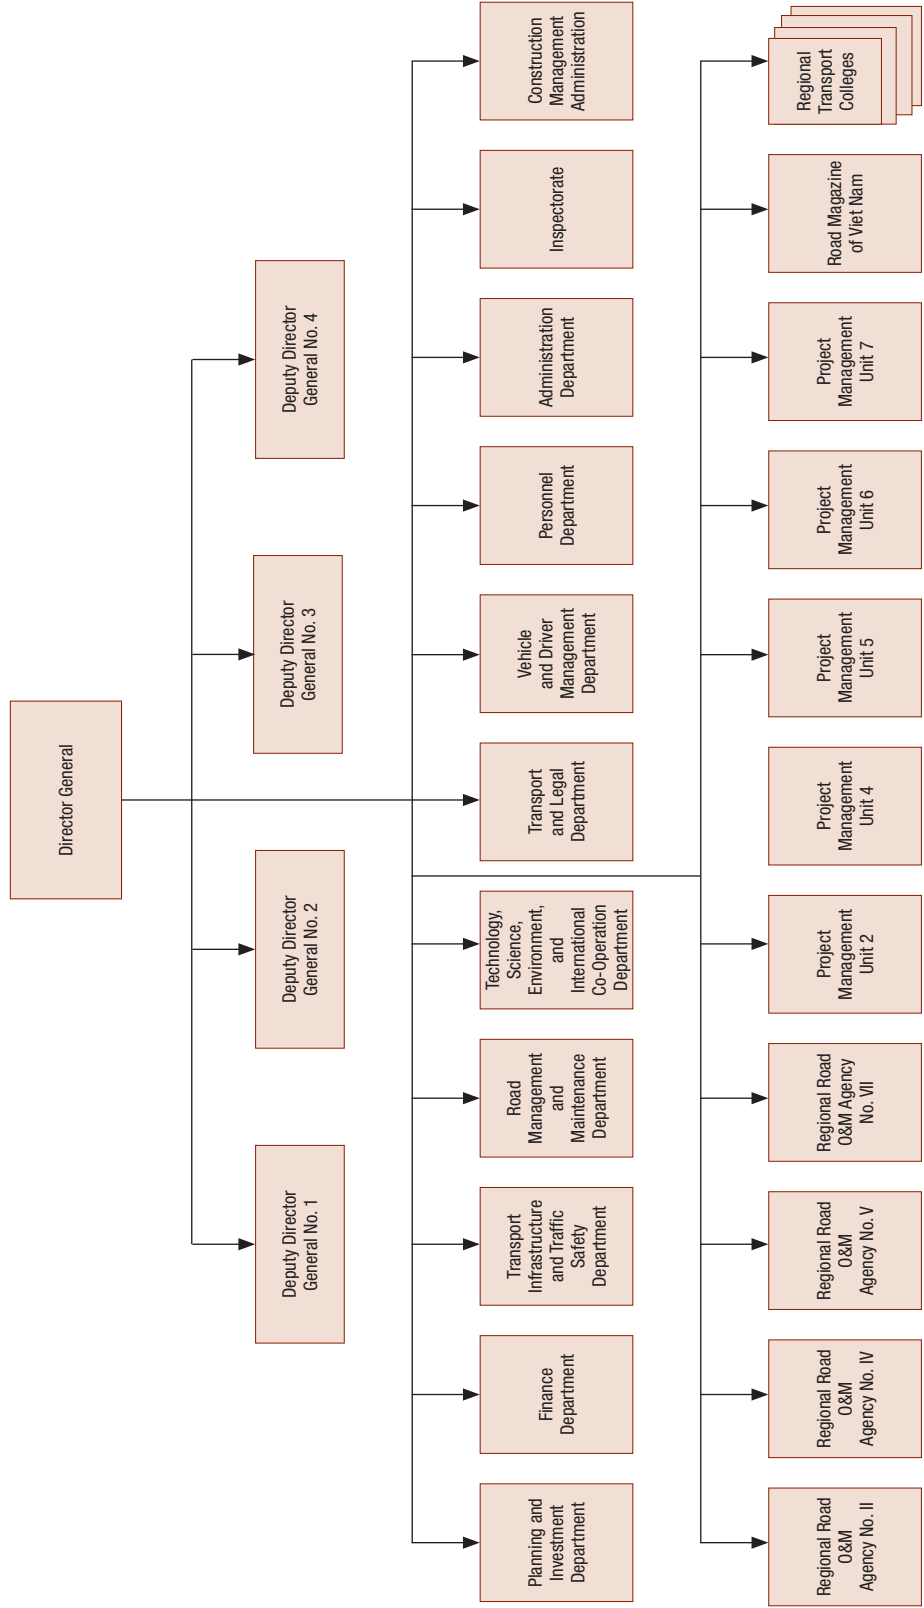 Director General
Deputy Director
General No. 1
Deputy Director
General No. 2
Deputy Director
General No. 3
Deputy Director
General No. 4
Planning and
Investment
Department
Finance
Department
Transport
Infrastructure
and Traffic
Safety
Department
Road
Management
and
Maintenance
Department
Technology,
Science,
Environment,
and
International
Co-Operation
Department
Transport
and Legal
Department
Vehicle
and Driver
Management
Department
Personnel
Department
Administration
Department
Inspectorate
Construction
Management
Administration
Regional Road
O&M
Agency No. II
Regional Road
O&M
Agency No. IV
Regional Road
O&M
Agency No. V
Regional Road
O&M Agency
No. VII
Project
Management
Unit 2
Project
Management
Unit 4
Project
Management
Unit 5
Project
Management
Unit 6
Project
Management
Unit 7
Road Magazine
of Viet Nam
Regional
Transport
Colleges